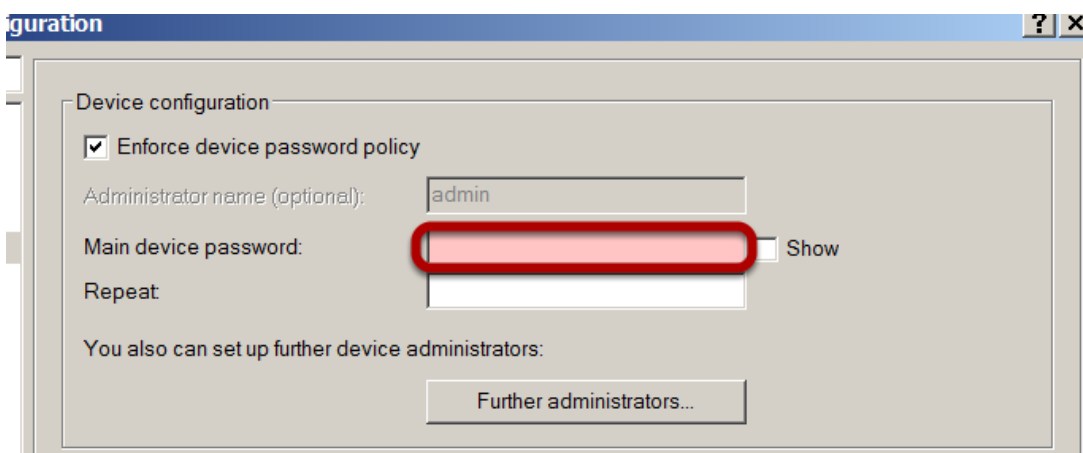 iguration
Device configuration
Enforce device password policy
Administrator name (optional): admin
Main device password: Show
Repeat:
You also can set up further device administrators:
Further administrators...